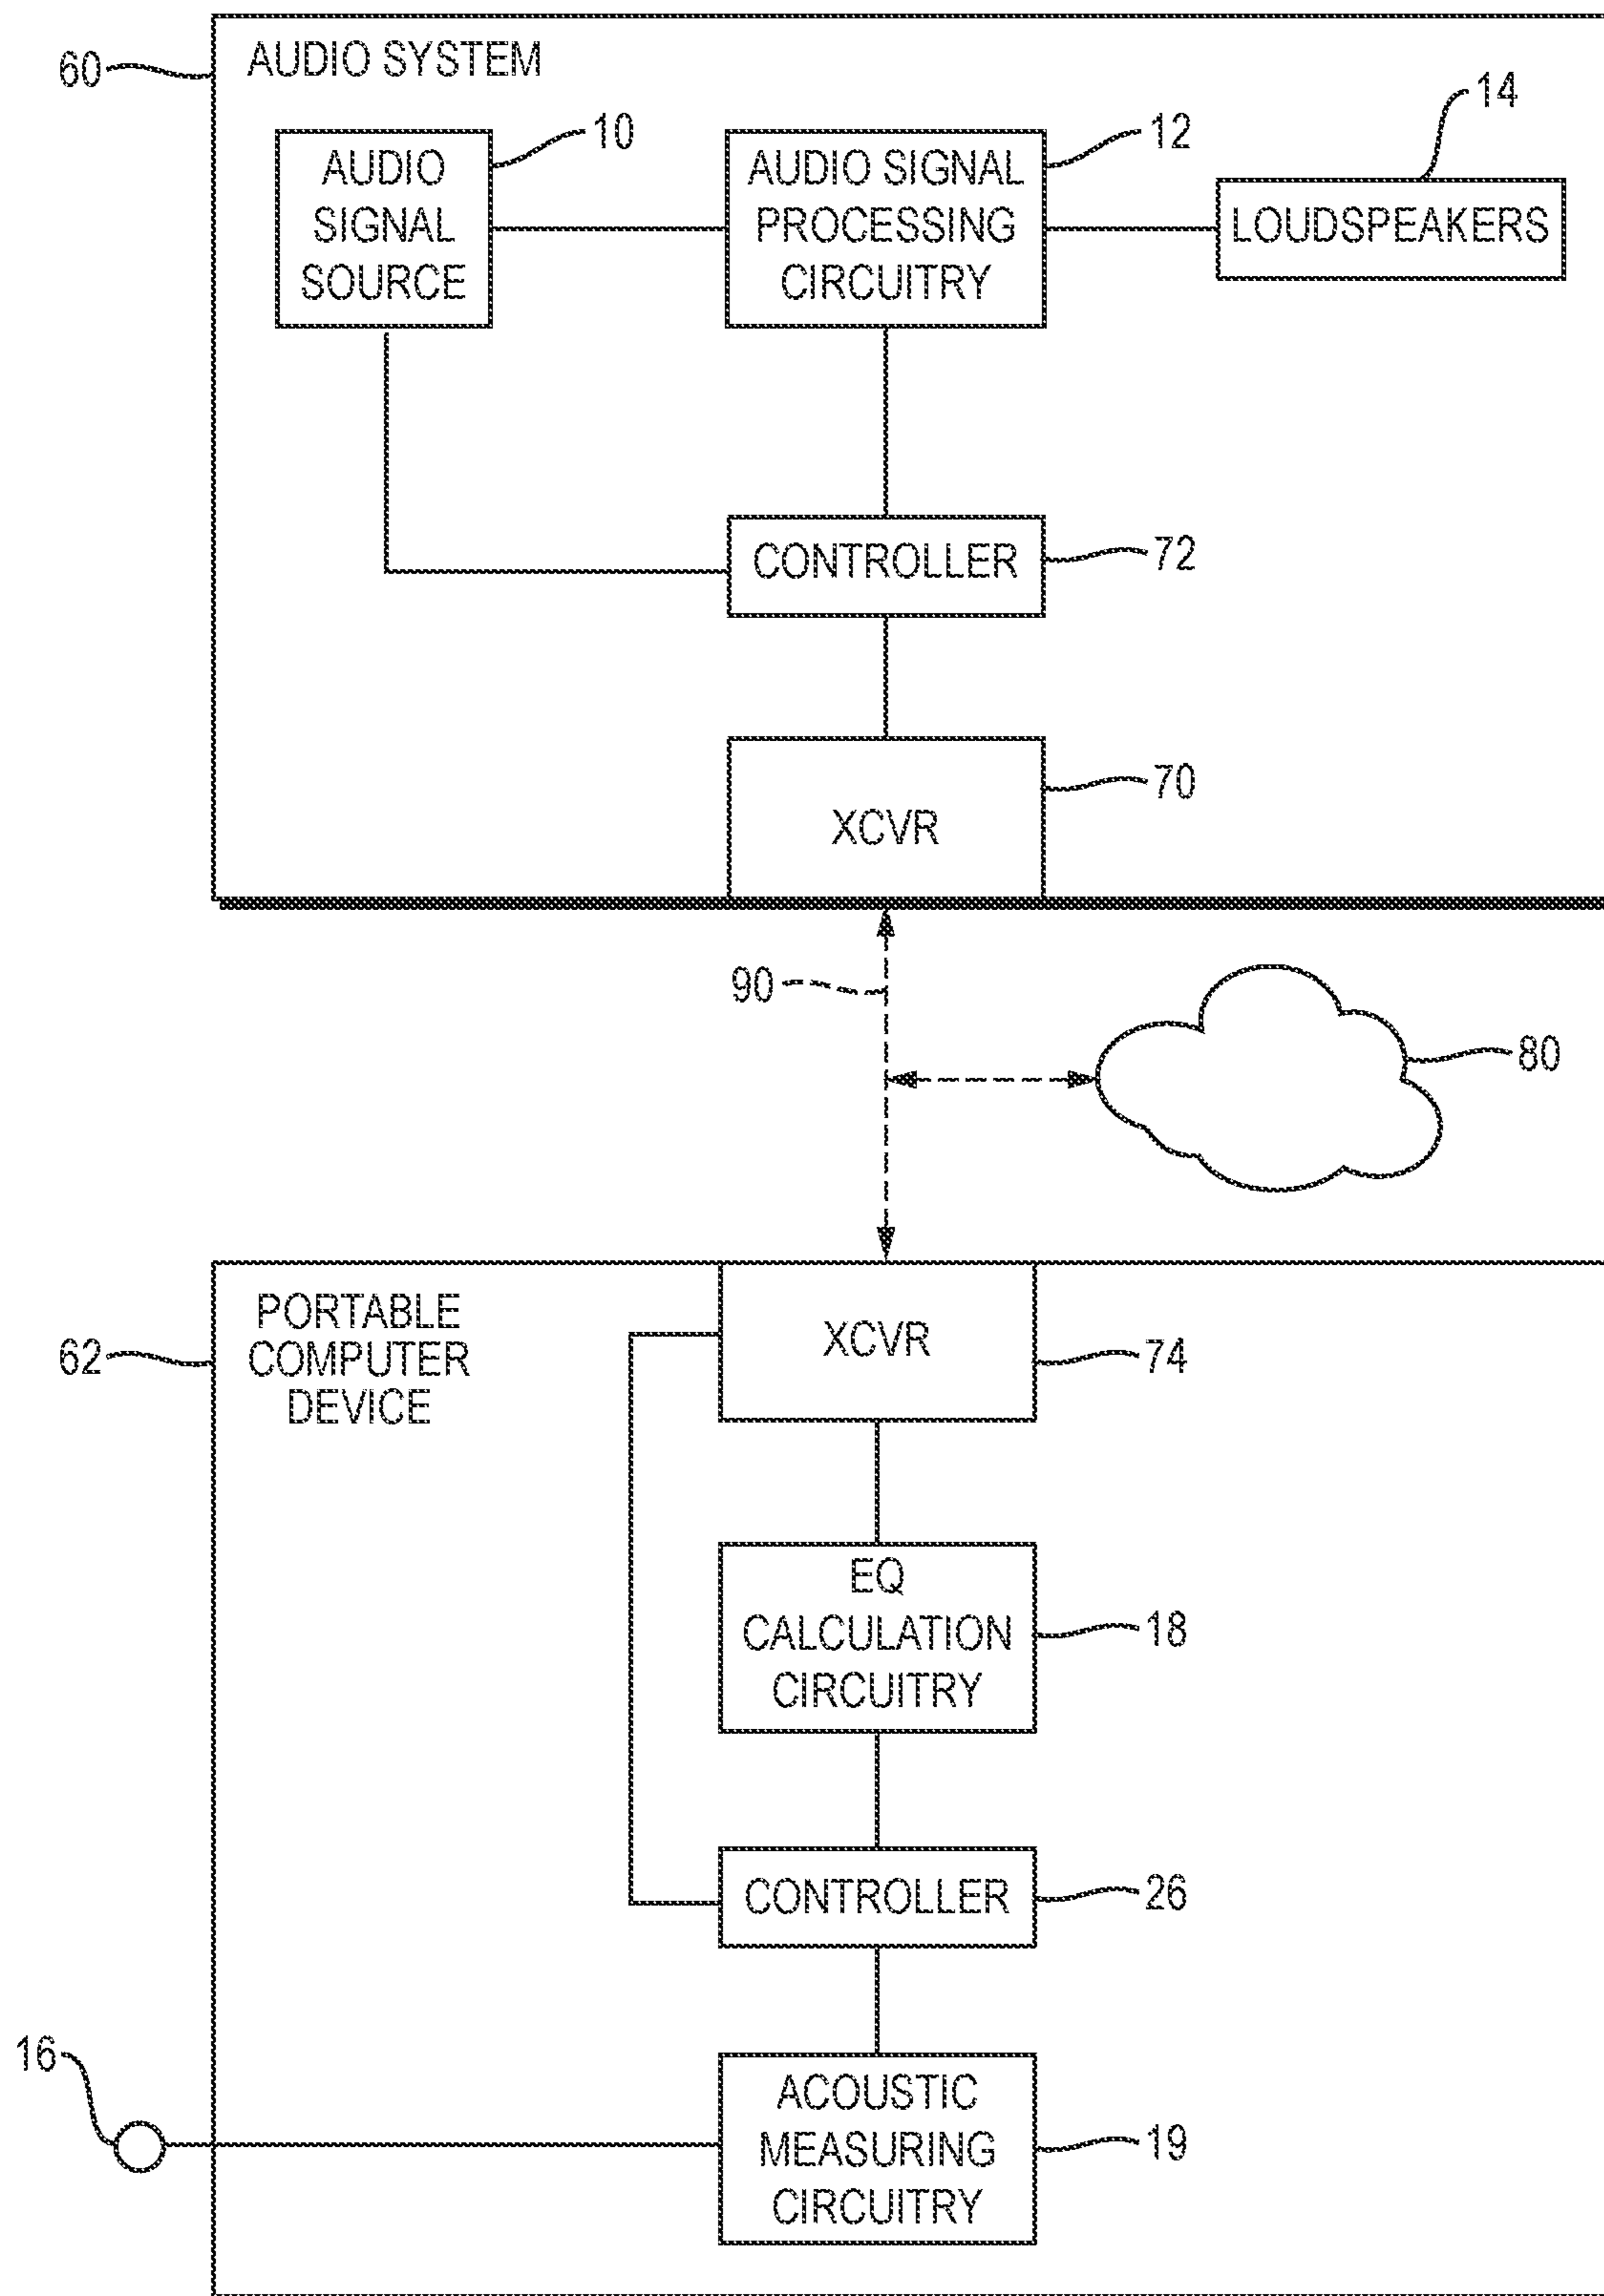 60
AUDIO SYSTEM
10
12
14
AUDIO
SIGNAL
SOURCE
AUDIO SIGNAL
PROCESSING
CIRCUITRY
LOUDSPEAKERS
CONTROLLER
72
XCVR
70
90
80
62
PORTABLE
COMPUTER
DEVICE
XCVR
74
EQ
CALCULATION
CIRCUITRY
18
CONTROLLER
26
16
ACOUSTIC
MEASURING
CIRCUITRY
19